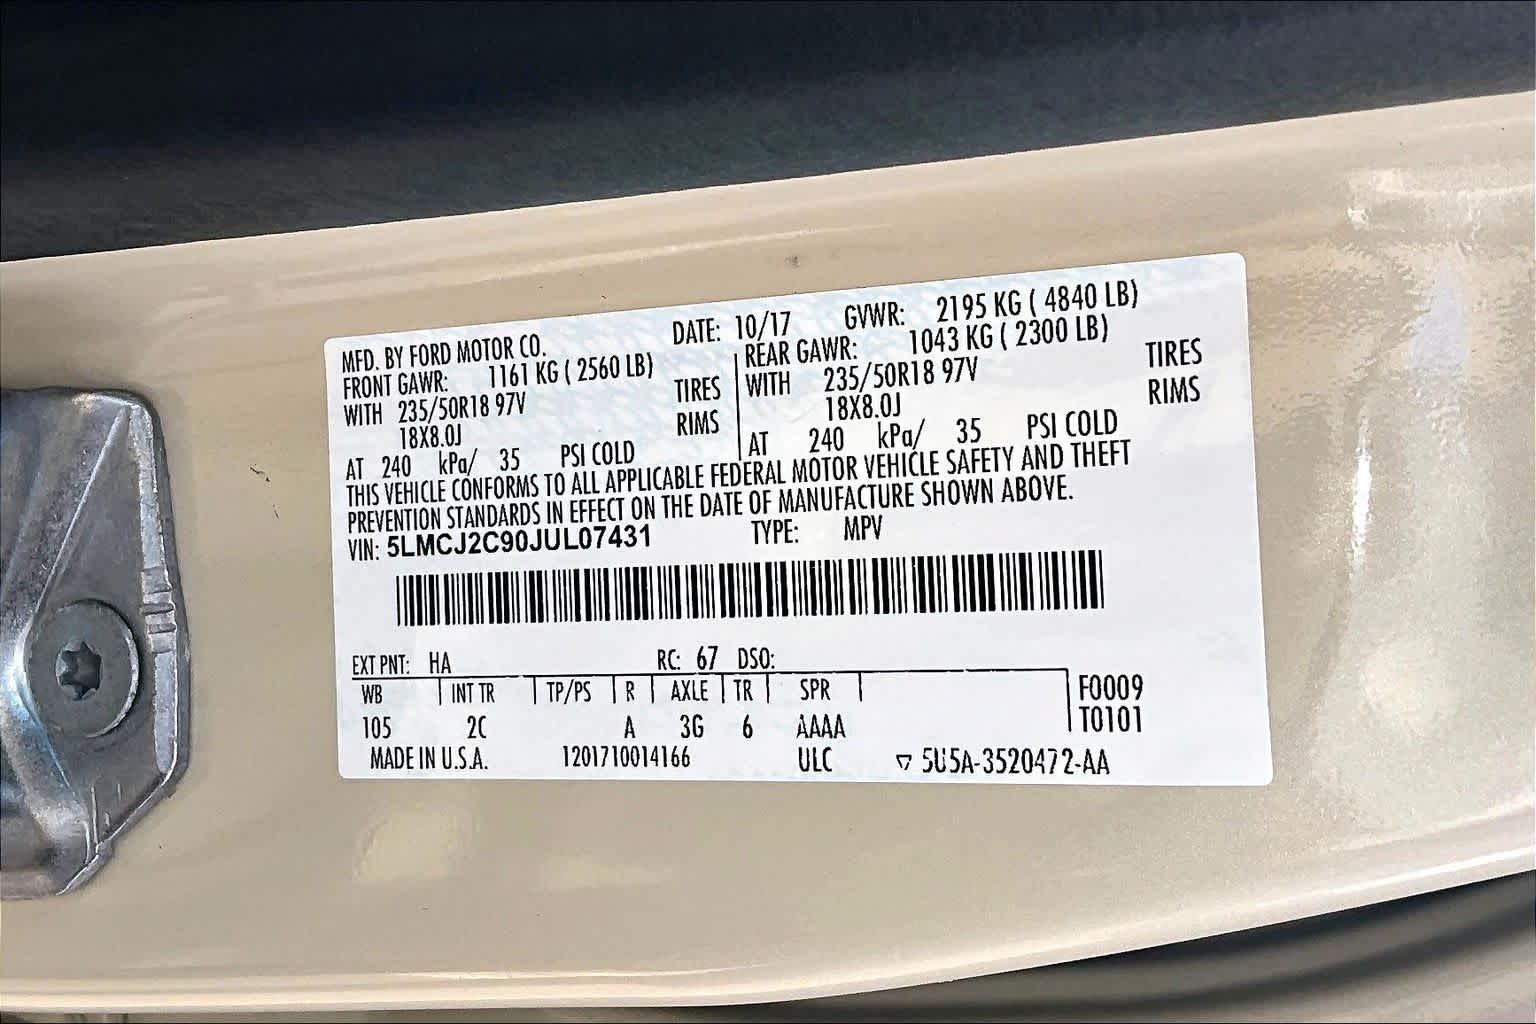 MFD. BY FORD MOTOR CO. DATE: 10/17 GVWR: 2195 KG ( 4840 LB)
FRONT GAWR: 1161 KG ( 2560 LB) REAR GAWR: 1043 KG ( 2300 LB)
WITH 235/50R18 97V TIRES WITH 235/50R18 97V TIRES
18X8.0J RIMS 18X8.0J RIMS
AT 240 kPa/ 35 PSI COLD AT 240 kPa/ 35 PSI COLD
THIS VEHICLE CONFORMS TO ALL APPLICABLE FEDERAL MOTOR VEHICLE SAFETY AND THEFT
PREVENTION STANDARDS IN EFFECT ON THE DATE OF MANUFACTURE SHOWN ABOVE.
VIN: 5LMCJ2C90JUL07431 TYPE: MPV
EXT PNT: HA RC: 67 DSO:
WB INT TR TP/PS R AXLE TR SPR F0009
105 2C A 3G 6 AAAA T0101
MADE IN U.S.A. 1201710014166 ULC ▽ 5U5A-3520472-AA